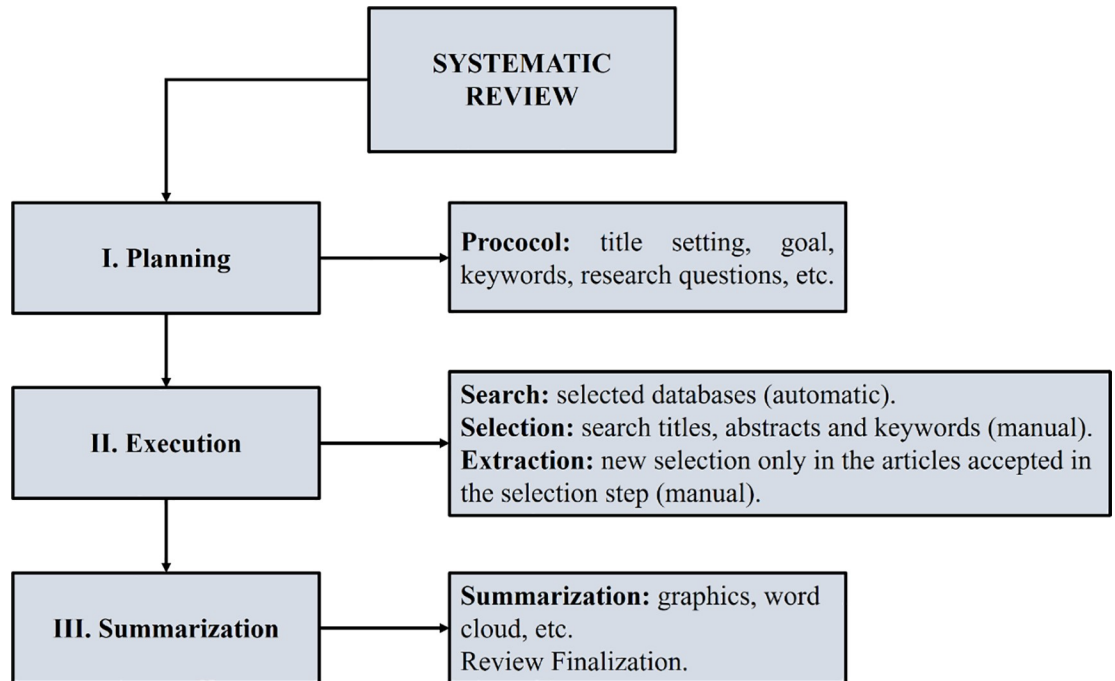 SYSTEMATIC
REVIEW
I. Planning
Prococol: title setting, goal,
keywords, research questions, etc.
II. Execution
Search: selected databases (automatic).
Selection: search titles, abstracts and keywords (manual).
Extraction: new selection only in the articles accepted in
the selection step (manual).
III. Summarization
Summarization: graphics, word
cloud, etc.
Review Finalization.